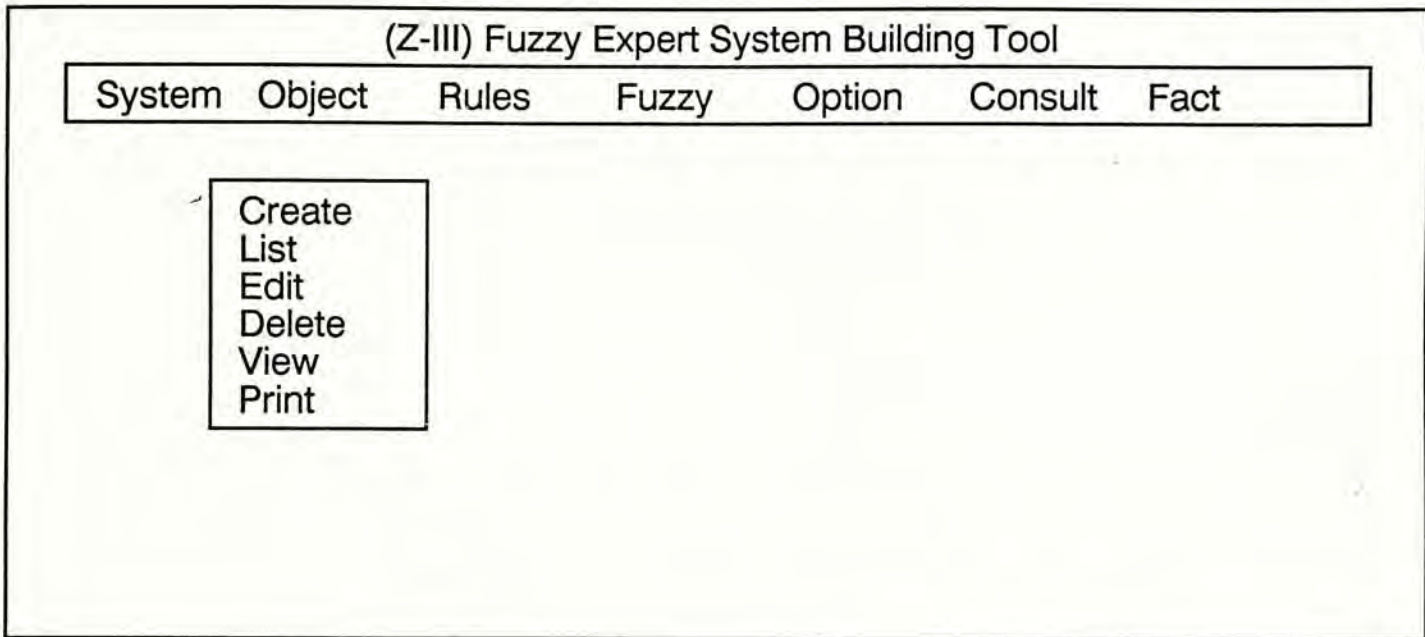 (Z-III) Fuzzy Expert System Building Tool
System Object Rules Fuzzy Option Consult Fact
Create
List
Edit
Delete
View
Print